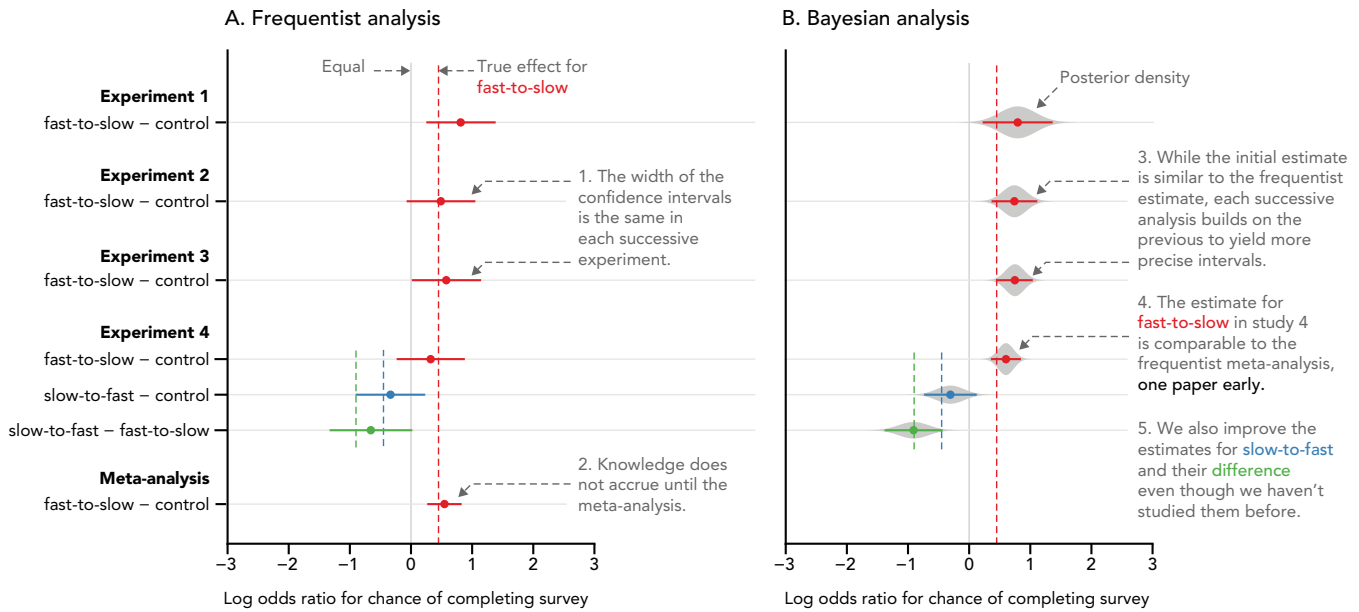 A. Frequentist analysis
Equal
True effect for
fast-to-slow
Experiment 1
fast-to-slow – control
Experiment 2
fast-to-slow – control
1. The width of the
confidence intervals
is the same in
each successive
experiment.
Experiment 3
fast-to-slow – control
Experiment 4
fast-to-slow – control
slow-to-fast – control
slow-to-fast – fast-to-slow
Meta-analysis
fast-to-slow – control
2. Knowledge does
not accrue until the
meta-analysis.
−3 −2 −1 0 1 2 3
Log odds ratio for chance of completing survey
B. Bayesian analysis
Posterior density
3. While the initial estimate
is similar to the frequentist
estimate, each successive
analysis builds on the
previous to yield more
precise intervals.
4. The estimate for
fast-to-slow in study 4
is comparable to the
frequentist meta-analysis,
one paper early.
5. We also improve the
estimates for slow-to-fast
and their difference
even though we haven’t
studied them before.
−3 −2 −1 0 1 2 3
Log odds ratio for chance of completing survey